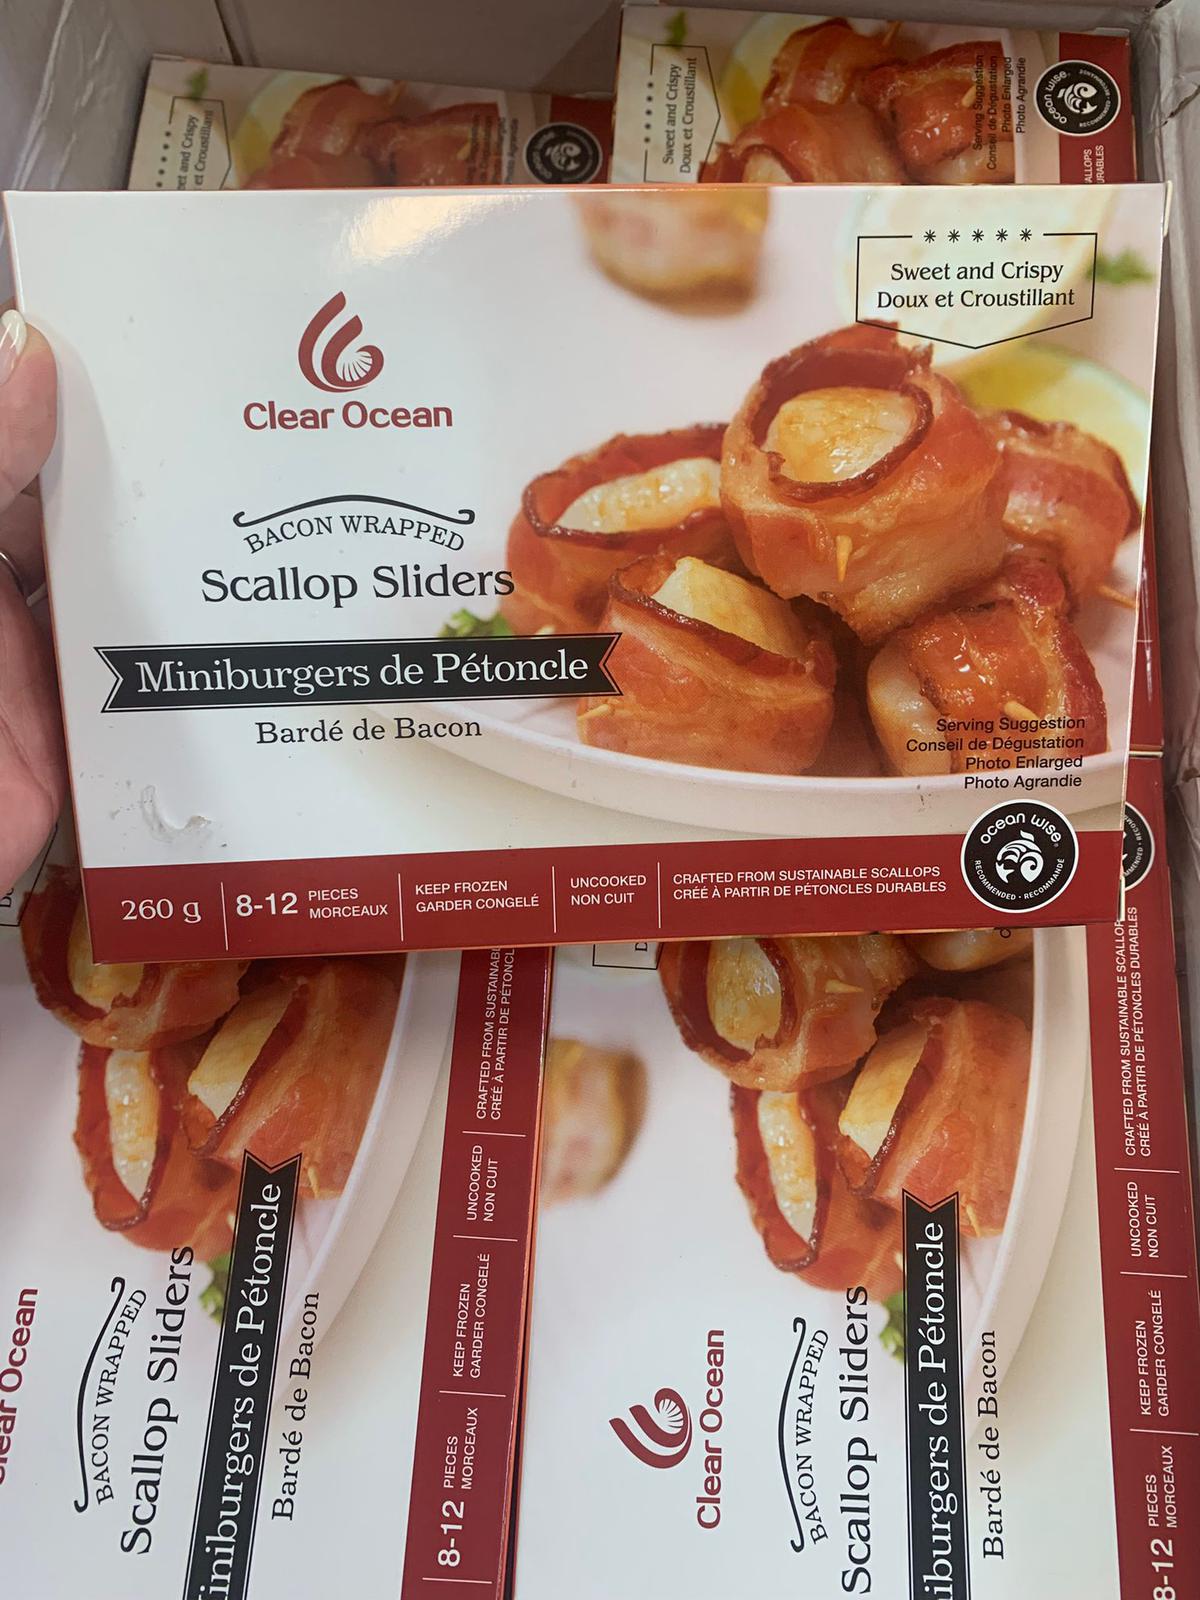 Sweet and Crispy
Doux et Croustillant
Serving Suggestion
Conseil de Dégustation
Photo Enlarged
Photo Agrandie
ocean wise
RECOMMENDED
Sweet and Crispy
Doux et Croustillant
Clear Ocean
BACON WRAPPED
Scallop Sliders
Miniburgers de Pétoncle
Bardé de Bacon
Serving Suggestion
Conseil de Dégustation
Photo Enlarged
Photo Agrandie
ocean wise
RECOMMENDED · RECOMMANDÉ
260 g
8-12 PIECES
MORCEAUX
KEEP FROZEN
GARDER CONGELÉ
UNCOOKED
NON CUIT
CRAFTED FROM SUSTAINABLE SCALLOPS
CRÉÉ À PARTIR DE PÉTONCLES DURABLES
Ocean
BACON WRAPPED
Scallop Sliders
Miniburgers de Pétoncle
Bardé de Bacon
8-12 PIECES
MORCEAUX
KEEP FROZEN
GARDER CONGELÉ
UNCOOKED
NON CUIT
CRAFTED FROM
CRÉÉ À PARTIR DE
Clear Ocean
BACON WRAPPED
Scallop Sliders
de Pétoncle
Bardé de Bacon
8-12 PIECES
MORCEAUX
KEEP FROZEN
GARDER CONGELÉ
UNCOOKED
NON CUIT
CRAFTED FROM SUSTAINABLE
CRÉÉ À PARTIR DE PÉTONCLES DURABLES